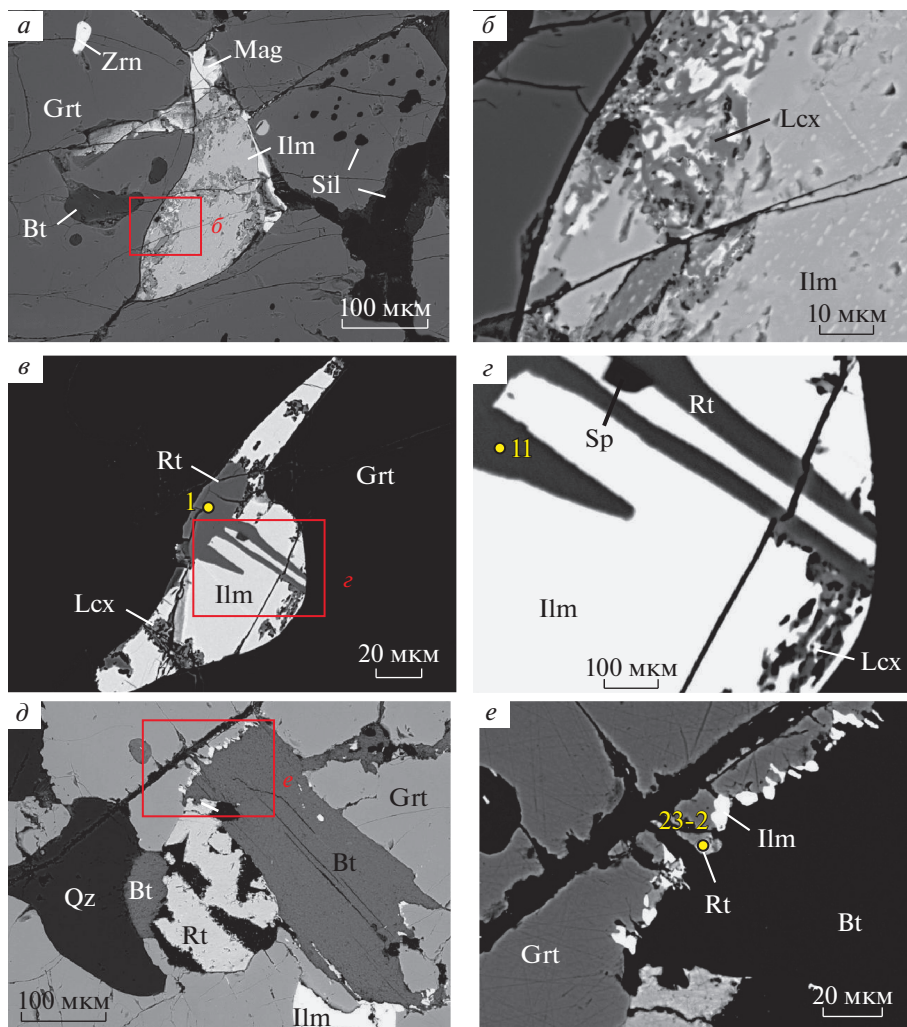 а
Zrn
Mag
Grt
Ilm
Sil
Bt
б
100 мкм
б
Lcx
Ilm
10 мкм
в
Rt
Grt
1
Ilm
г
Lcx
20 мкм
г
Rt
Sp
11
Ilm
Lcx
100 мкм
д
е
Grt
Bt
Qz
Bt
Rt
100 мкм
Ilm
е
23-2
Ilm
Rt
Bt
Grt
20 мкм